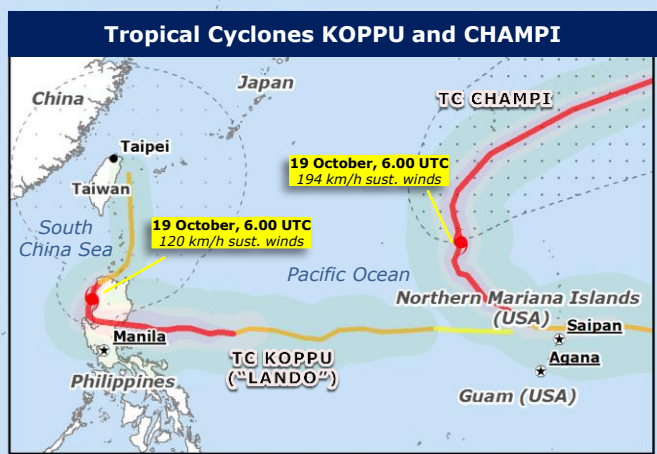 Tropical Cyclones KOPPU and CHAMPI
China
Japan
TC CHAMPI
Taipei
Taiwan
19 October, 6.00 UTC
194 km/h sust. winds
South
China Sea
19 October, 6.00 UTC
120 km/h sust. winds
Pacific Ocean
Northern Mariana Islands
(USA)
Saipan
Manila
TC KOPPU
("LANDO")
Agana
Philippines
Guam (USA)